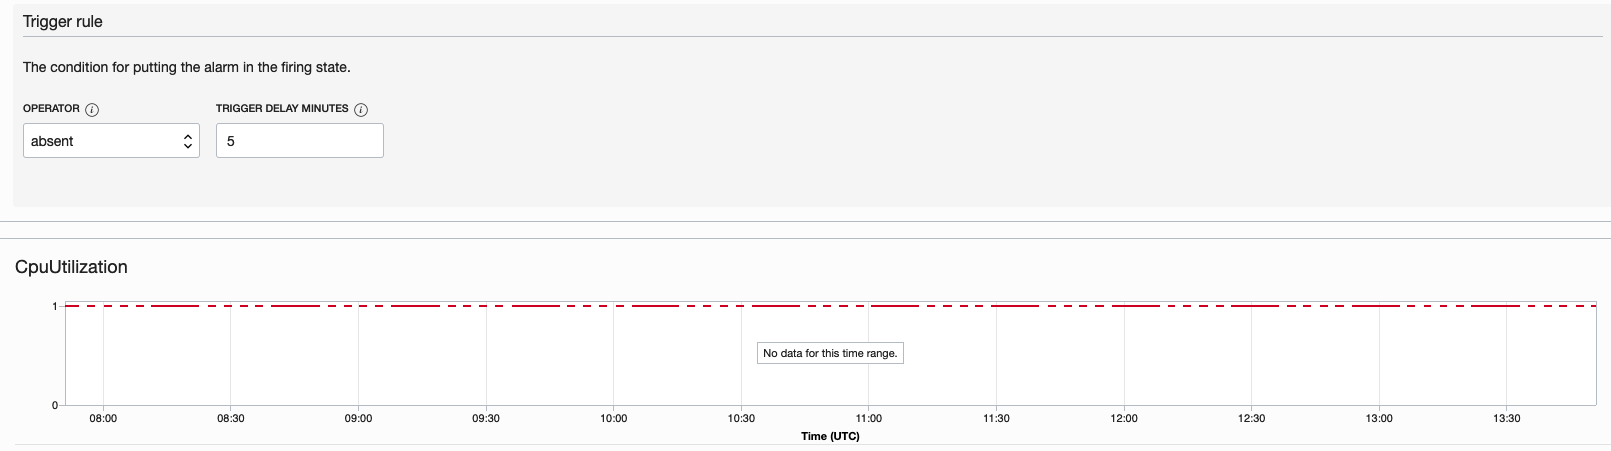 Trigger rule
The condition for putting the alarm in the firing state.
OPERATOR i TRIGGER DELAY MINUTES i
absent 5
CpuUtilization
1
No data for this time range.
0
08:00 08:30 09:00 09:30 10:00 10:30 11:00 11:30 12:00 12:30 13:00 13:30
Time (UTC)